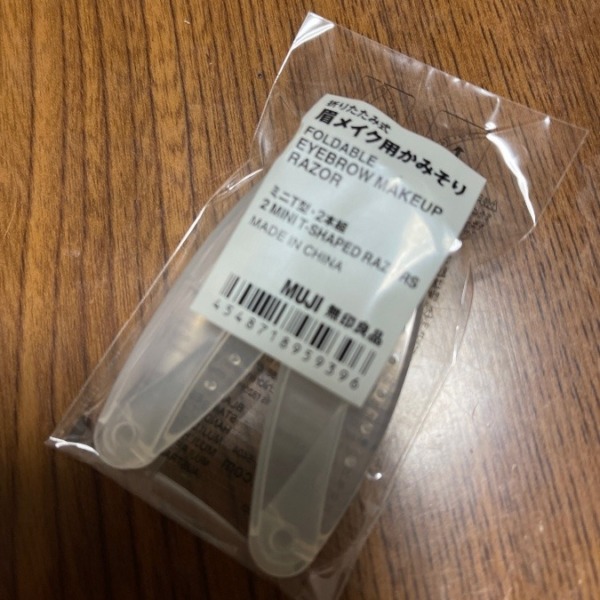 折りたたみ式
眉メイク用かみそり
FOLDABLE
EYEBROW MAKEUP
RAZOR
ミニT型・2本組
2 MINI T-SHAPED RAZORS
MADE IN CHINA
MUJI 無印良品
4548718959396